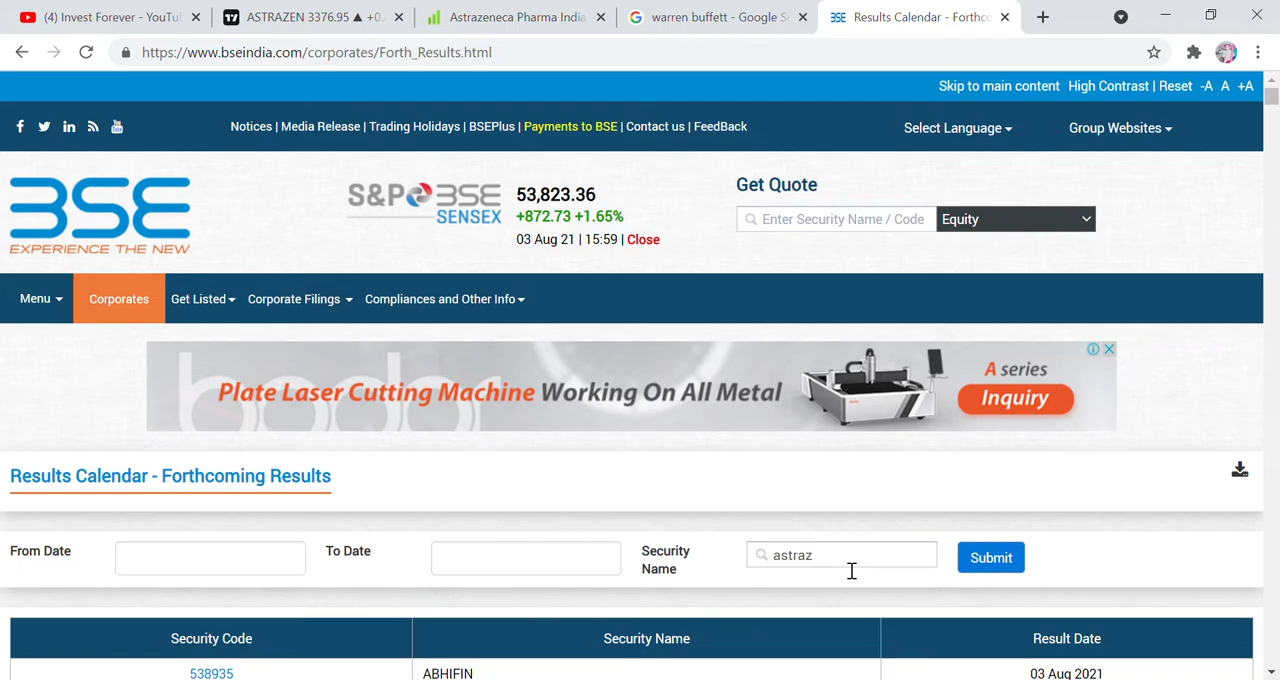 (4) Invest Forever - YouTu
ASTRAZEN 3376.95 ▲ +0.
Astrazeneca Pharma India
warren buffett - Google S
Results Calendar - Forthco
https://www.bseindia.com/corporates/Forth_Results.html
Skip to main content High Contrast | Reset -A A +A
Notices | Media Release | Trading Holidays | BSEPlus | Payments to BSE | Contact us | FeedBack
Select Language
Group Websites
BSE
EXPERIENCE THE NEW
S&P BSE
SENSEX
53,823.36
+872.73 +1.65%
03 Aug 21 | 15:59 | Close
Get Quote
Enter Security Name / Code
Equity
Menu
Corporates
Get Listed
Corporate Filings
Compliances and Other Info
Plate Laser Cutting Machine Working On All Metal
A series
Inquiry
Results Calendar - Forthcoming Results
From Date
To Date
Security
Name
astraz
Submit
Security Code
Security Name
Result Date
538935
ABHIFIN
03 Aug 2021